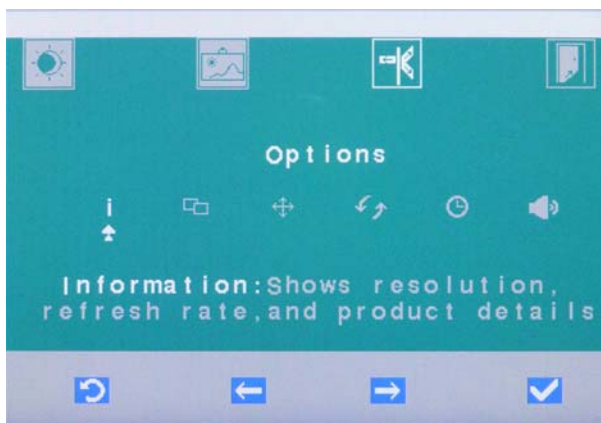 Options
i
Information:Shows resolution,
refresh rate,and product details